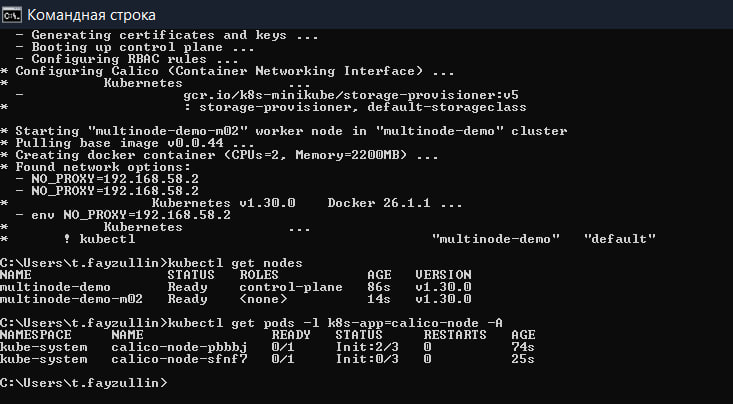 Командная строка
- Generating certificates and keys ...
- Booting up control plane ...
- Configuring RBAC rules ...
* Configuring Calico (Container Networking Interface) ...
* Kubernetes ...
- gcr.io/k8s-minikube/storage-provisioner:v5
* : storage-provisioner, default-storageclass
* Starting "multinode-demo-m02" worker node in "multinode-demo" cluster
* Pulling base image v0.0.44 ...
* Creating docker container (CPUs=2, Memory=2200MB) ...
* Found network options:
- NO_PROXY=192.168.58.2
- NO_PROXY=192.168.58.2
* Kubernetes v1.30.0 Docker 26.1.1 ...
- env NO_PROXY=192.168.58.2
* Kubernetes ...
* ! kubectl "multinode-demo" "default"
C:\Users\t.fayzullin>kubectl get nodes
NAME STATUS ROLES AGE VERSION
multinode-demo Ready control-plane 86s v1.30.0
multinode-demo-m02 Ready <none> 14s v1.30.0
C:\Users\t.fayzullin>kubectl get pods -l k8s-app=calico-node -A
NAMESPACE NAME READY STATUS RESTARTS AGE
kube-system calico-node-pbbbj 0/1 Init:2/3 0 74s
kube-system calico-node-sfnf7 0/1 Init:0/3 0 25s
C:\Users\t.fayzullin>